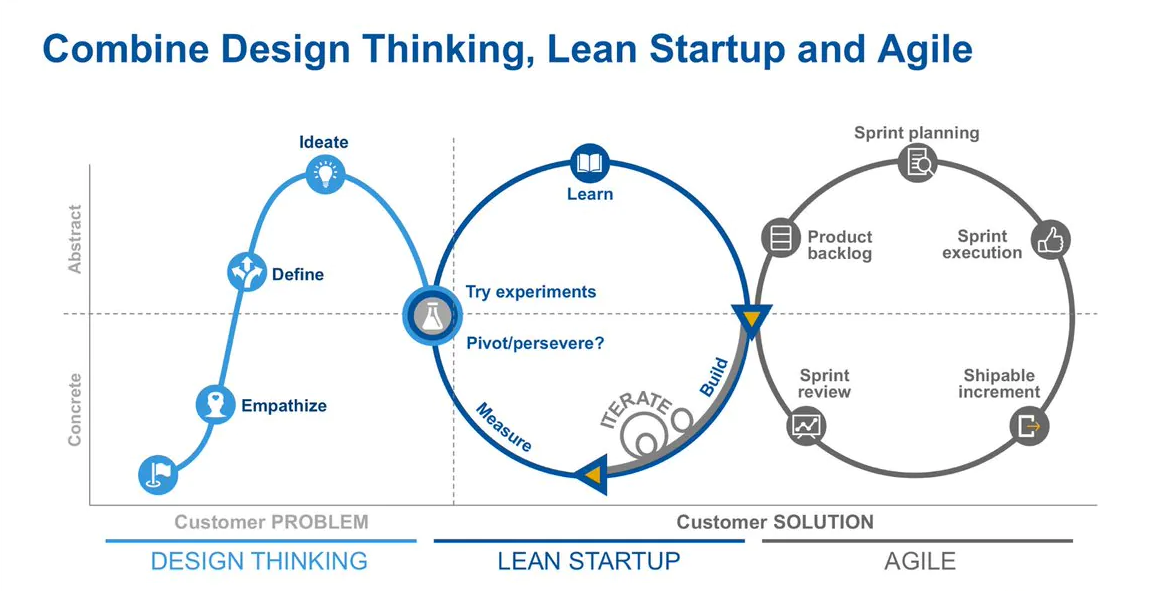 Combine Design Thinking, Lean Startup and Agile
Abstract
Concrete
Ideate
Define
Empathize
Learn
Try experiments
Pivot/persevere?
Measure
ITERATE
Build
Sprint planning
Product
backlog
Sprint
execution
Sprint
review
Shipable
increment
Customer PROBLEM
Customer SOLUTION
DESIGN THINKING
LEAN STARTUP
AGILE